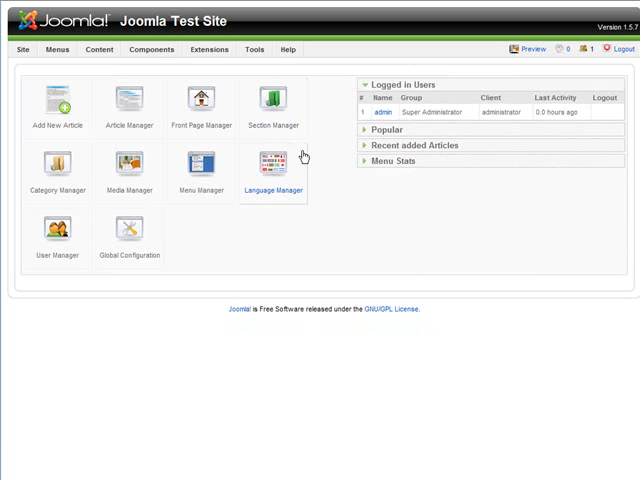 Joomla! Joomla Test Site
Version 1.5.7
Site Menus Content Components Extensions Tools Help Preview 0 1 Logout
Add New Article Article Manager Front Page Manager Section Manager
Category Manager Media Manager Menu Manager Language Manager
User Manager Global Configuration
Logged in Users
# Name Group Client Last Activity Logout
1 admin Super Administrator administrator 0.0 hours ago
Popular
Recent added Articles
Menu Stats
Joomla! is Free Software released under the GNU/GPL License.